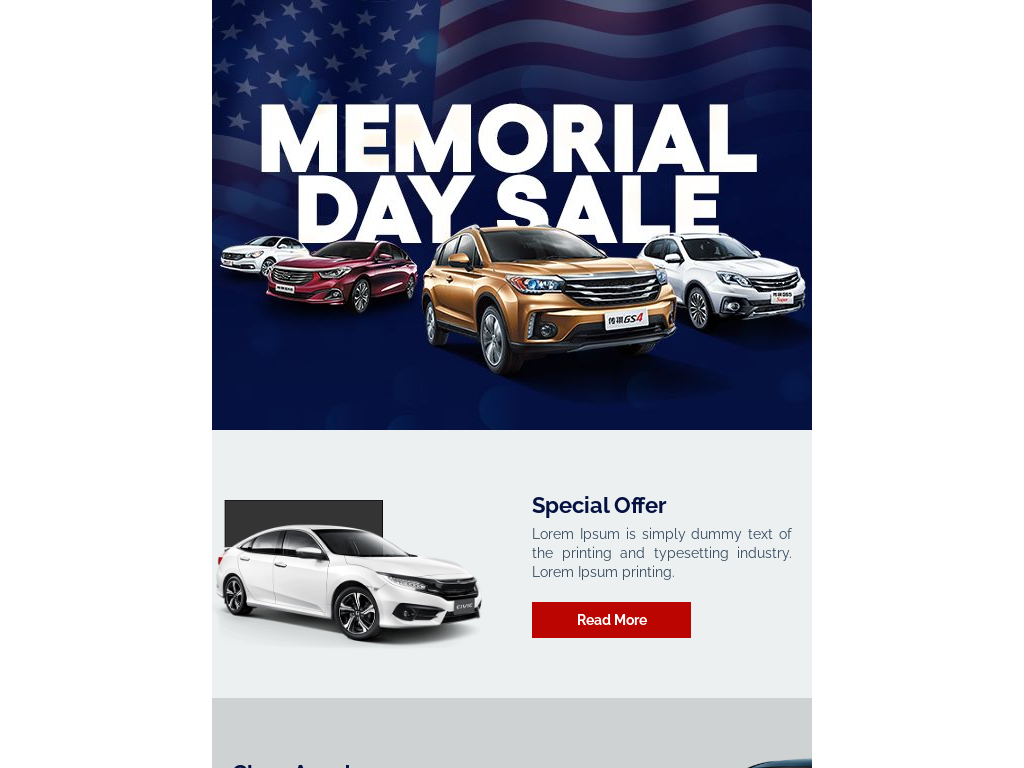 MEMORIAL
DAY SALE
传祺GS4
Special Offer
Lorem Ipsum is simply dummy text of
the printing and typesetting industry.
Lorem Ipsum printing.
CIVIC
Read More